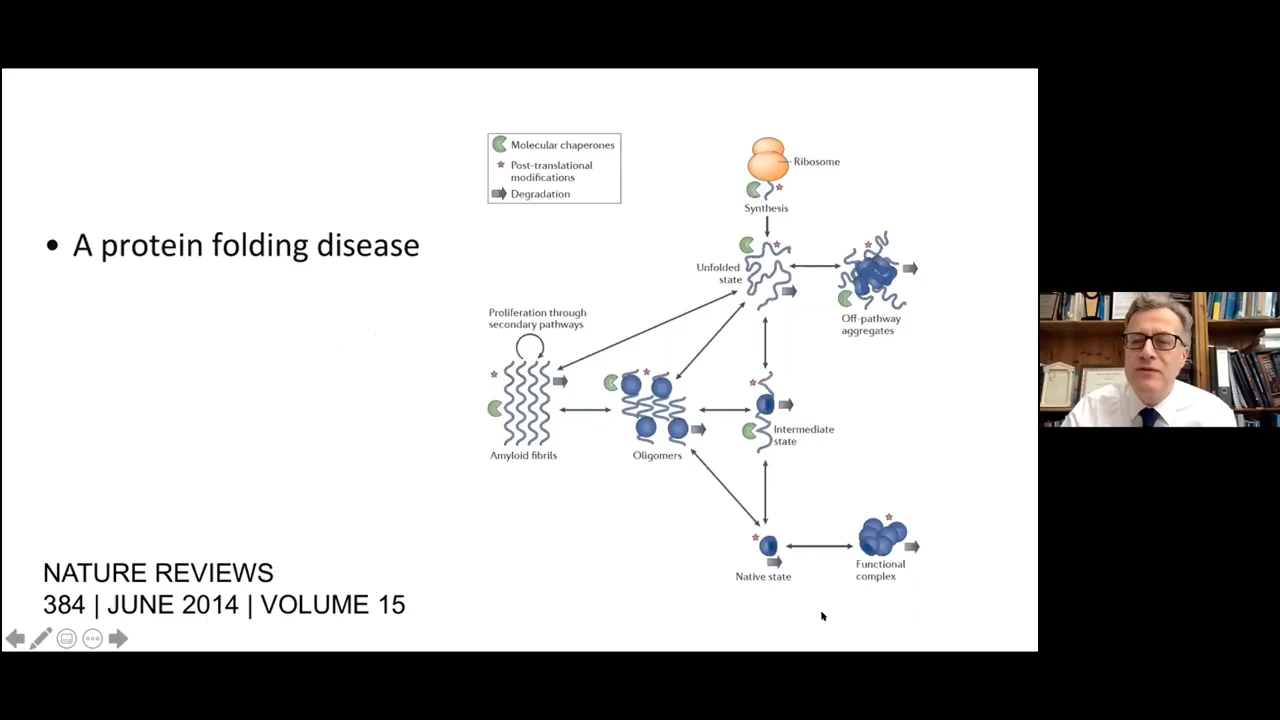 • A protein folding disease
NATURE REVIEWS
384 | JUNE 2014 | VOLUME 15
Molecular chaperones
Post-translational
modifications
Degradation
Ribosome
Synthesis
Unfolded
state
Off-pathway
aggregates
Proliferation through
secondary pathways
Amyloid fibrils
Oligomers
Intermediate
state
Native state
Functional
complex